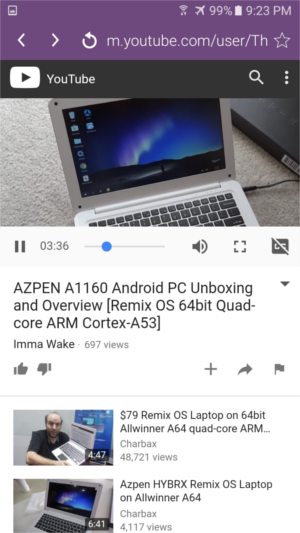 99% 9:23 PM
m.youtube.com/user/Th
YouTube
03:36
AZPEN A1160 Android PC Unboxing
and Overview [Remix OS 64bit Quad-
core ARM Cortex-A53]
Imma Wake · 697 views
4:47
$79 Remix OS Laptop on 64bit
Allwinner A64 quad-core ARM...
Charbax
48,721 views
6:41
Azpen HYBRX Remix OS Laptop
on Allwinner A64
Charbax
4,117 views